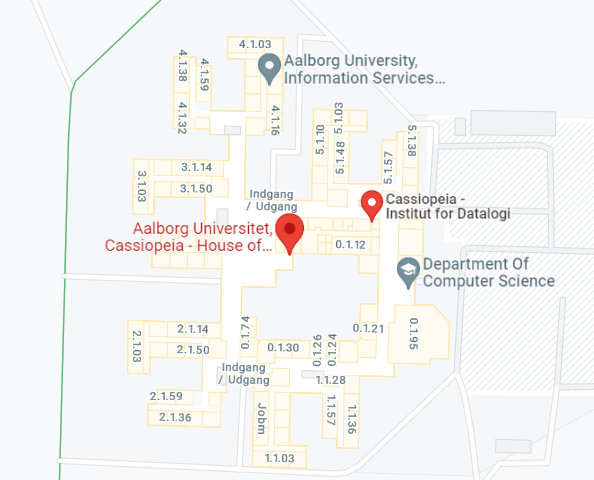 4.1.03
Aalborg University,
Information Services...
4.1.38
4.1.59
4.1.32
4.1.16
5.1.10
5.1.03
5.1.48
5.1.57
5.1.38
3.1.14
3.1.03
3.1.50
Indgang
/ Udgang
Cassiopeia -
Institut for Datalogi
Aalborg Universitet,
Cassiopeia - House of...
0.1.12
Department Of
Computer Science
2.1.14
2.1.03
2.1.50
0.1.74
0.1.30
0.1.26
0.1.24
0.1.21
0.1.95
Indgang
/ Udgang
1.1.28
2.1.59
2.1.36
Jobm
1.1.57
1.1.36
1.1.03